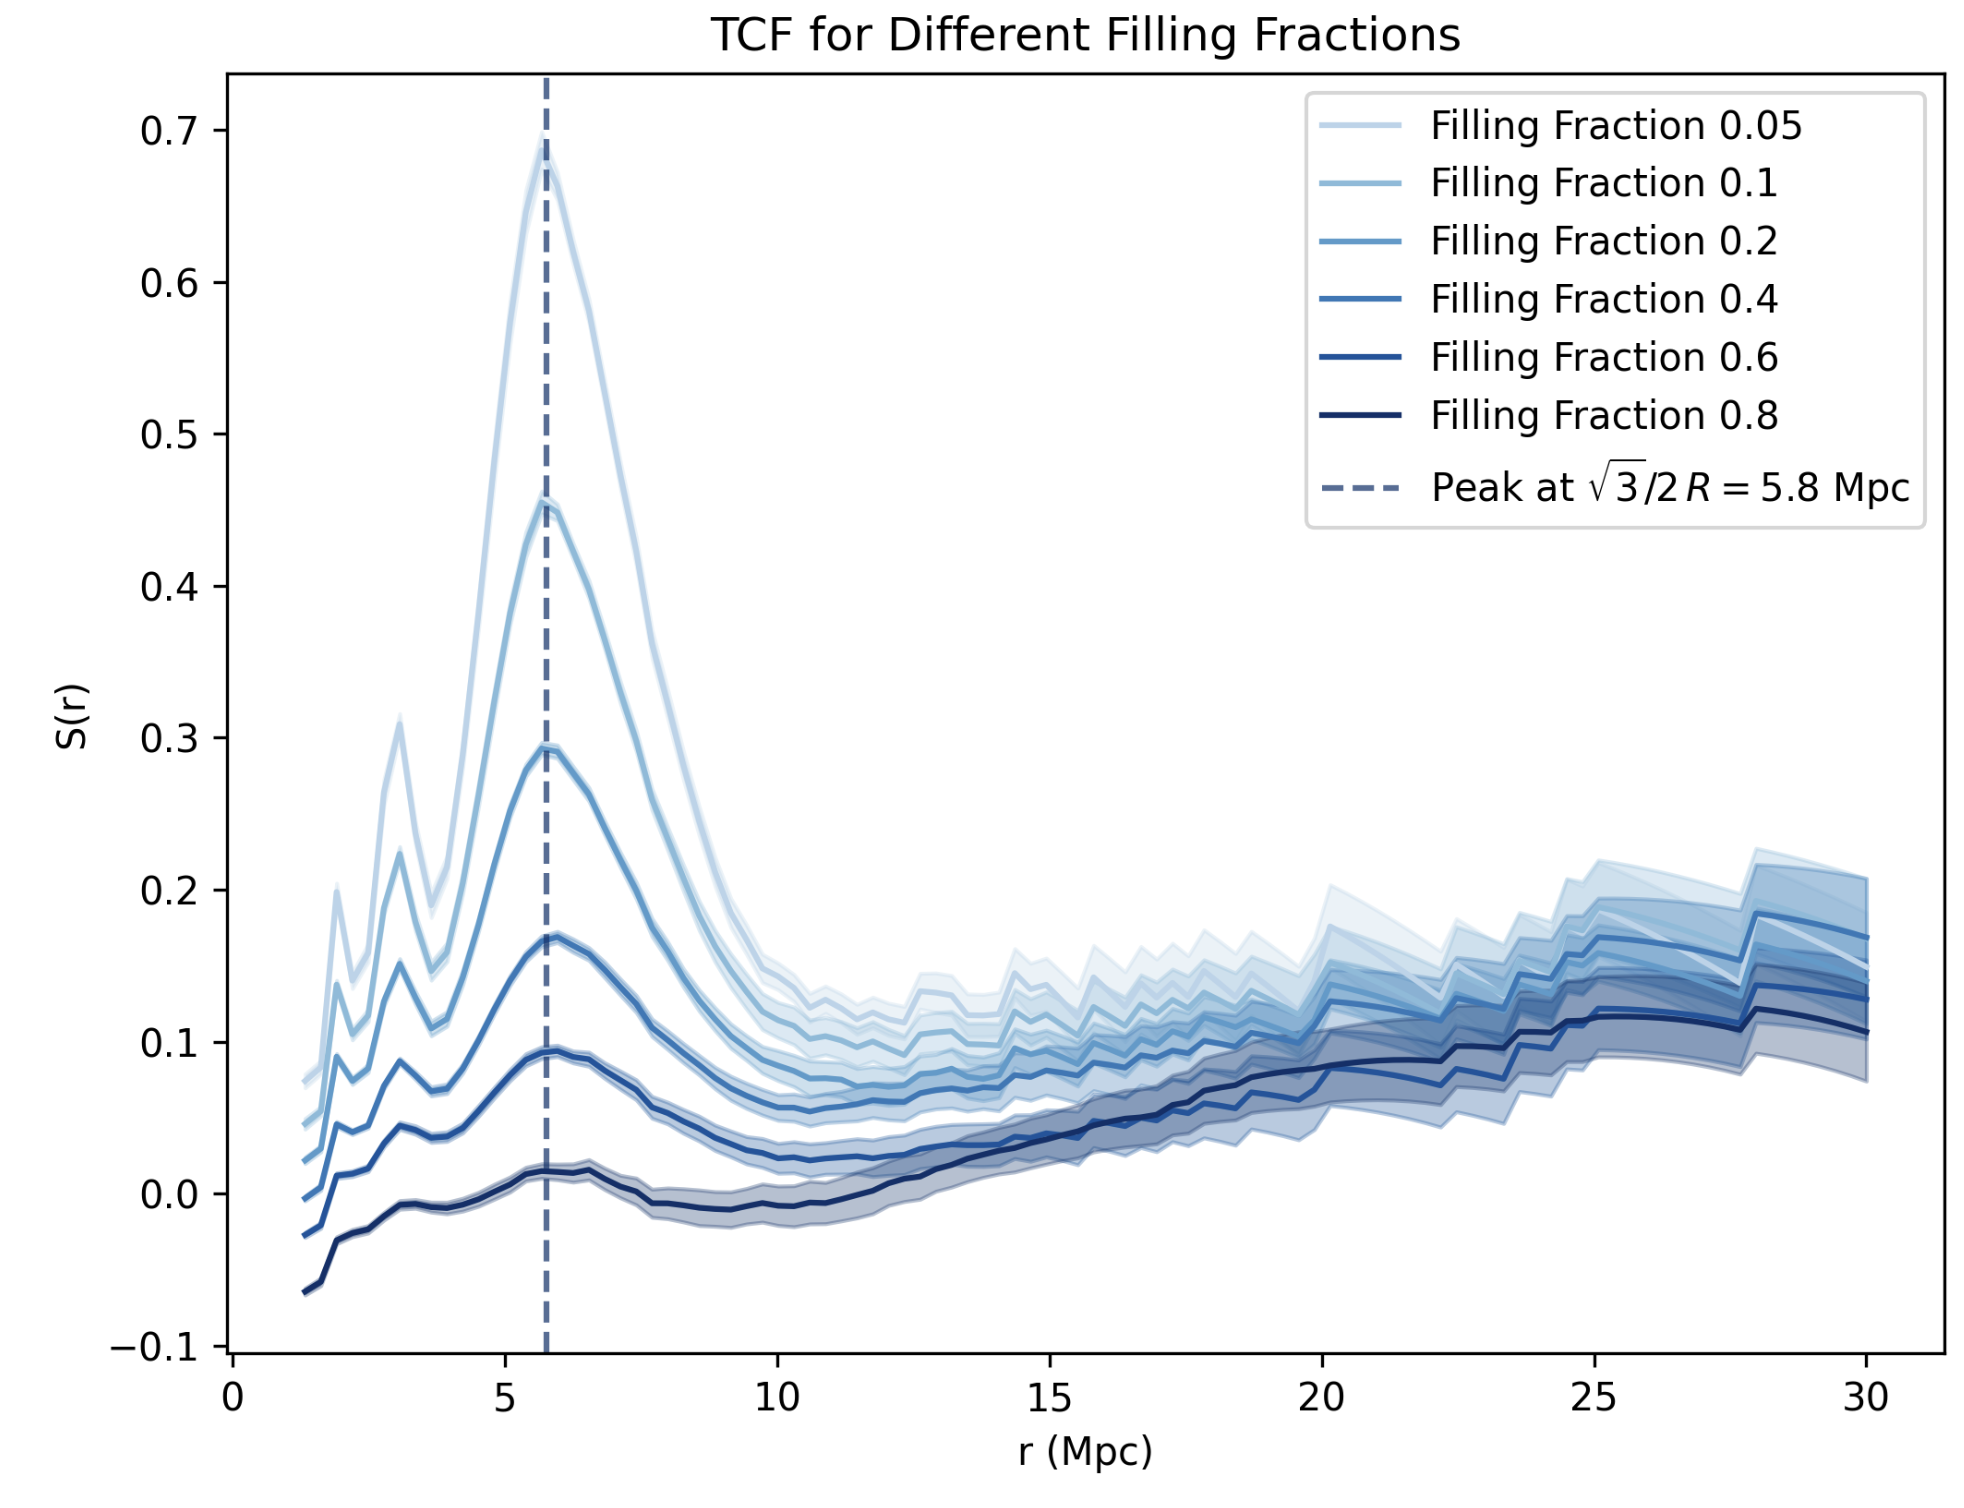 TCF for Different Filling Fractions
Filling Fraction 0.05
Filling Fraction 0.1
Filling Fraction 0.2
Filling Fraction 0.4
Filling Fraction 0.6
Filling Fraction 0.8
Peak at √3/2 R = 5.8 Mpc
0.7
0.6
0.5
0.4
0.3
0.2
0.1
0.0
−0.1
S(r)
0 5 10 15 20 25 30
r (Mpc)